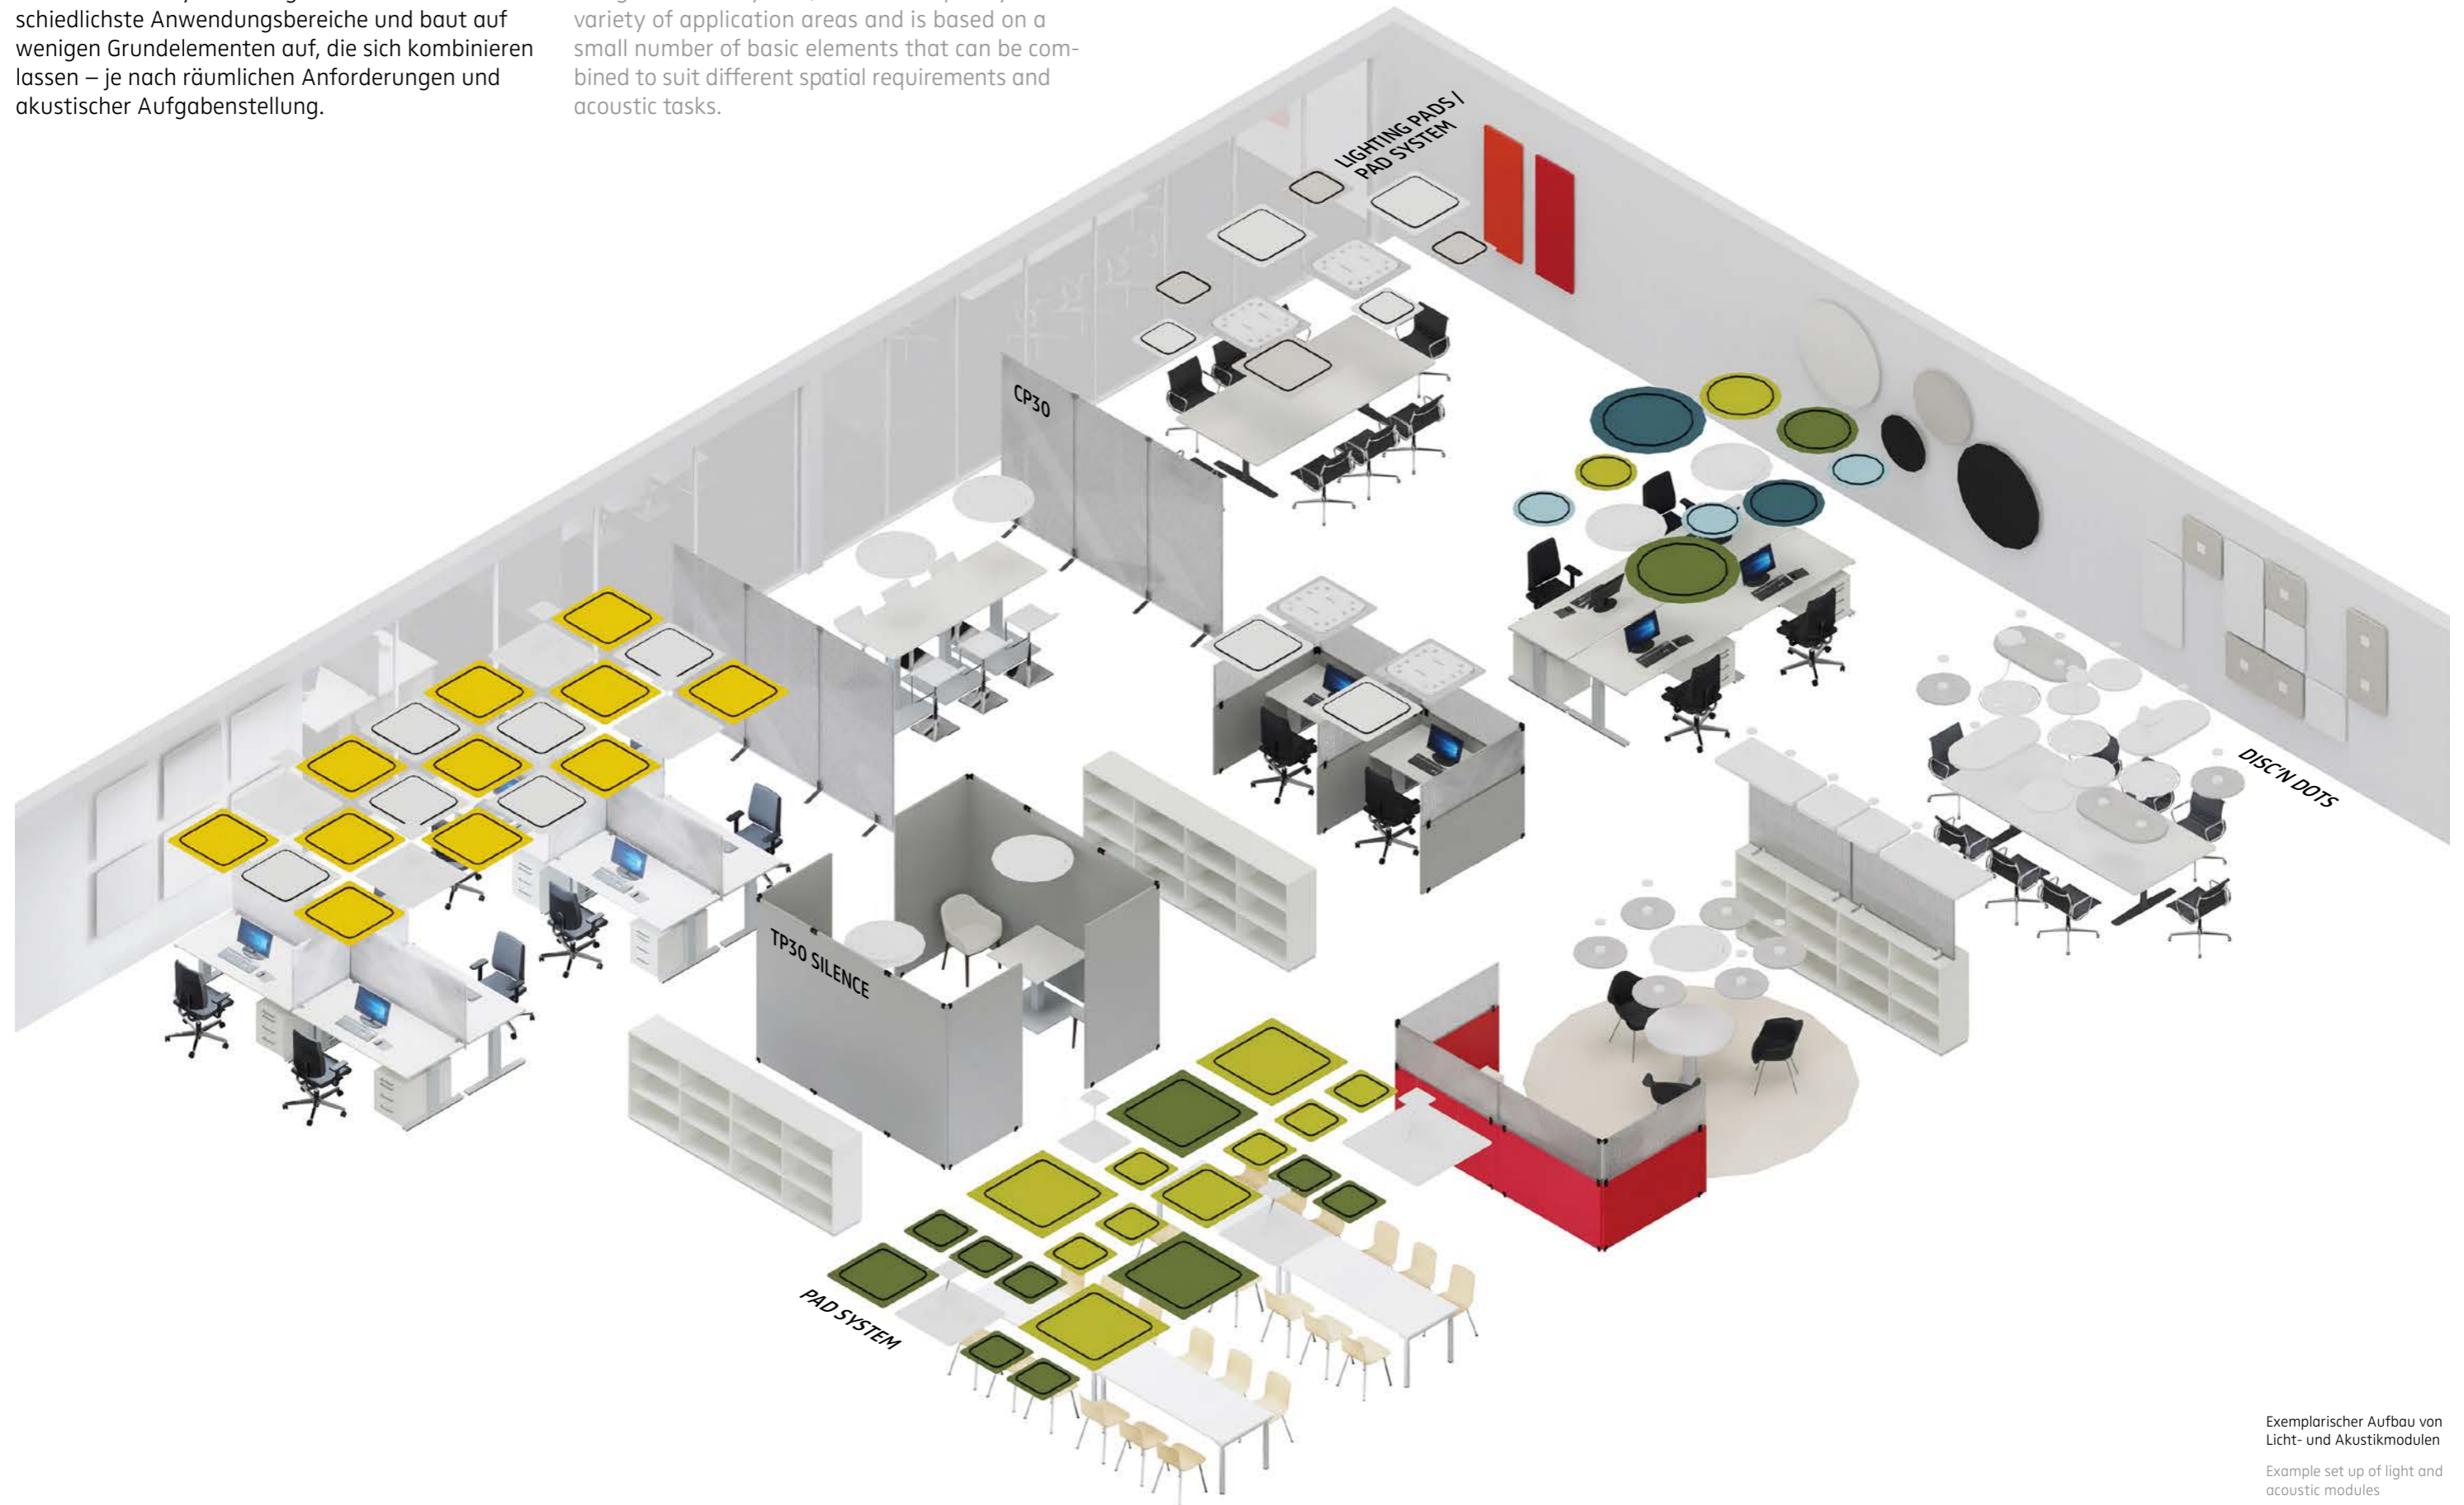 schiedlichste Anwendungsbereiche und baut auf
wenigen Grundelementen auf, die sich kombinieren
lassen – je nach räumlichen Anforderungen und
akustischer Aufgabenstellung.
variety of application areas and is based on a
small number of basic elements that can be com-
bined to suit different spatial requirements and
acoustic tasks.
LIGHTING PADS /
PAD SYSTEM
CP30
DISC'N DOTS
TP30 SILENCE
PAD SYSTEM
Exemplarischer Aufbau von
Licht- und Akustikmodulen
Example set up of light and
acoustic modules